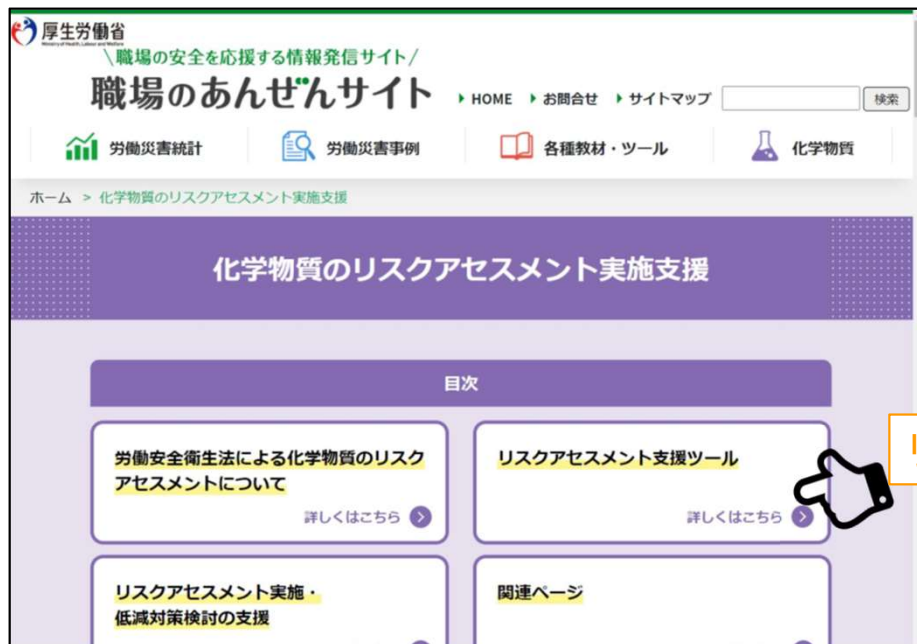 厚生労働省
Ministry of Health, Labour and Welfare
\職場の安全を応援する情報発信サイト/
職場のあんぜんサイト
HOME お問合せ サイトマップ 検索
労働災害統計 労働災害事例 各種教材・ツール 化学物質
ホーム > 化学物質のリスクアセスメント実施支援
化学物質のリスクアセスメント実施支援
目次
労働安全衛生法による化学物質のリスク
アセスメントについて
詳しくはこちら
リスクアセスメント支援ツール
詳しくはこちら
リスクアセスメント実施・
低減対策検討の支援
関連ページ